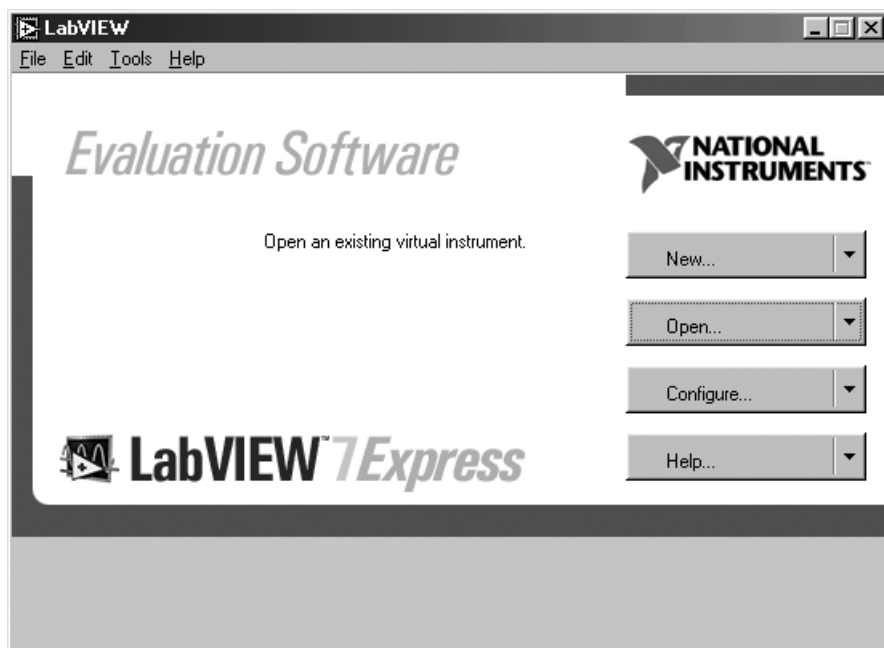 LabVIEW
File Edit Tools Help
Evaluation Software
NATIONAL
INSTRUMENTS
Open an existing virtual instrument.
New...
Open...
Configure...
Help...
LabVIEW™ 7 Express